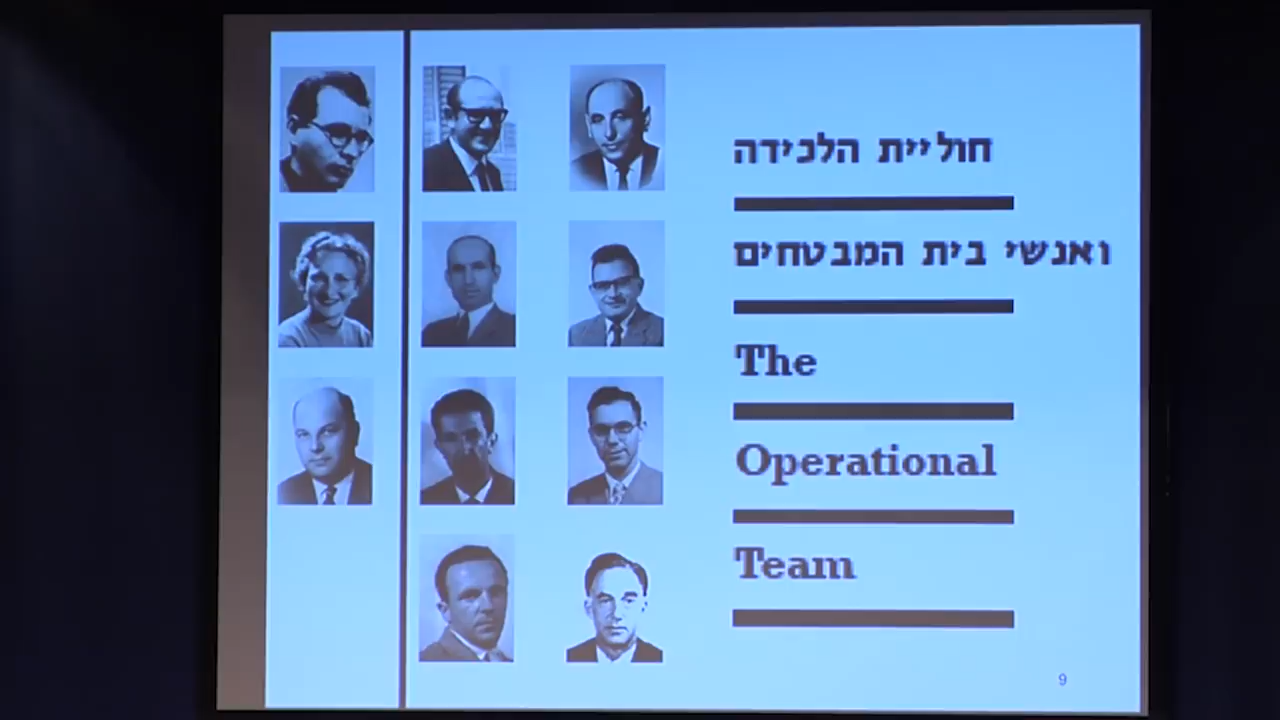 חוליית הלכידה
ואנשי בית המבטחים
The
Operational
Team
9